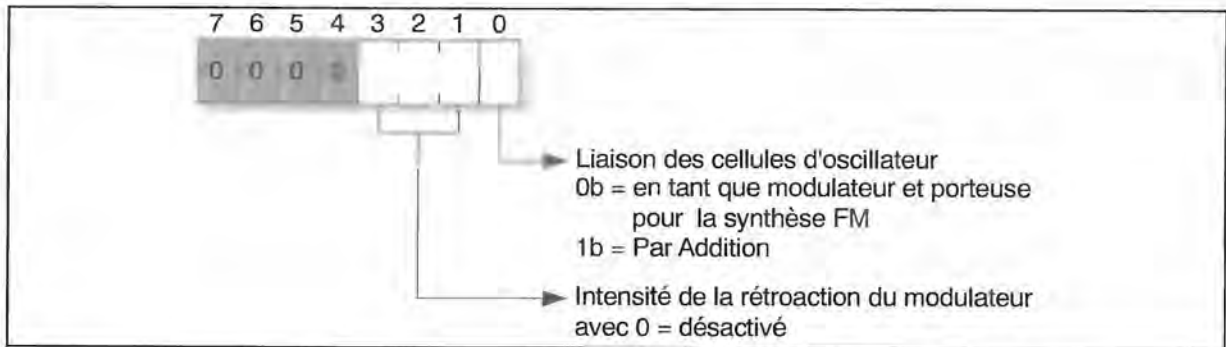 7 6 5 4 3 2 1 0
0 0 0 0
Liaison des cellules d'oscillateur
0b = en tant que modulateur et porteuse
pour la synthèse FM
1b = Par Addition
Intensité de la rétroaction du modulateur
avec 0 = désactivé